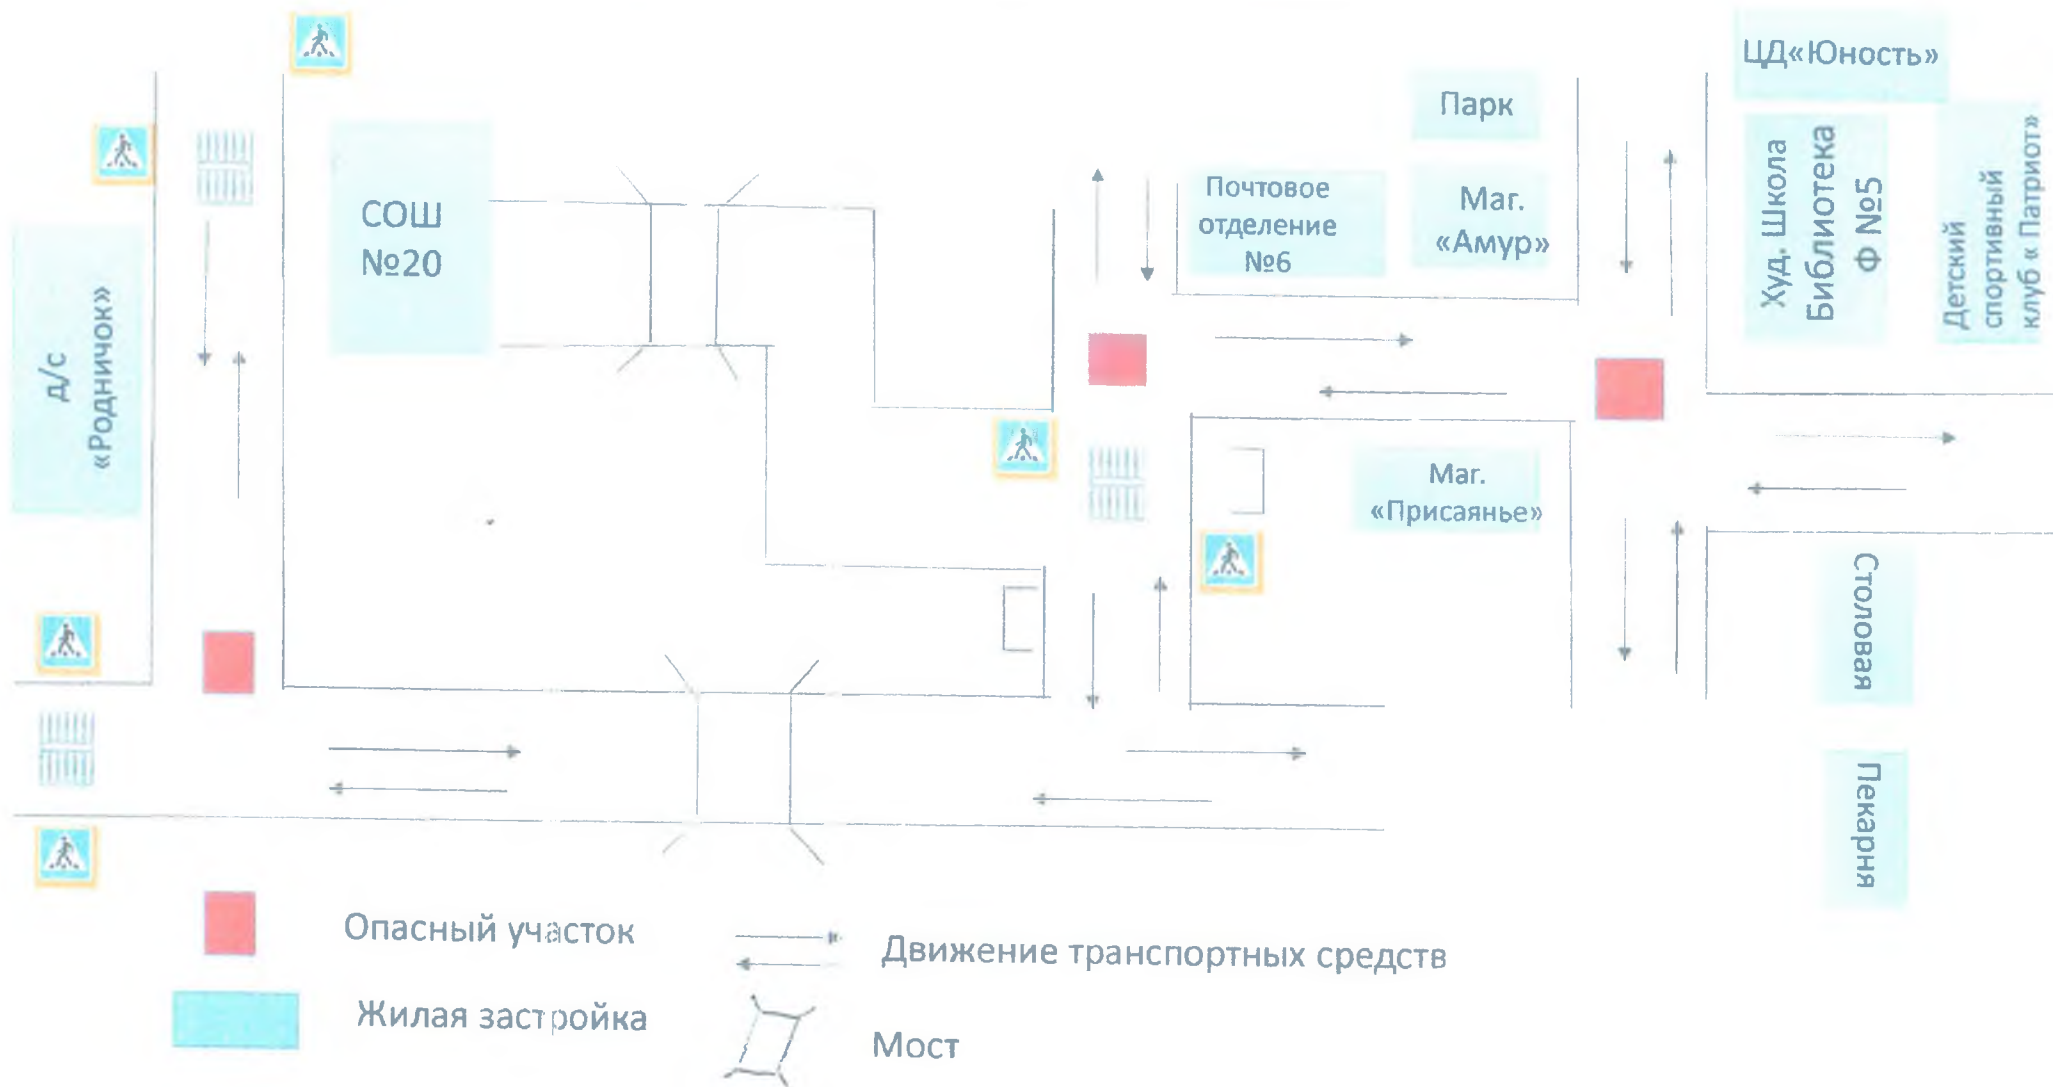 ЦД«Юность»
Парк
Почтовое
отделение
№6
Маг.
«Амур»
Худ. Школа
Библиотека
Ф №5
Детский
спортивный
клуб « Патриот»
СОШ
№20
д/с
«Родничок»
Маг.
«Присаянье»
Столовая
Пекарня
Опасный участок
Движение транспортных средств
Жилая застройка
Мост